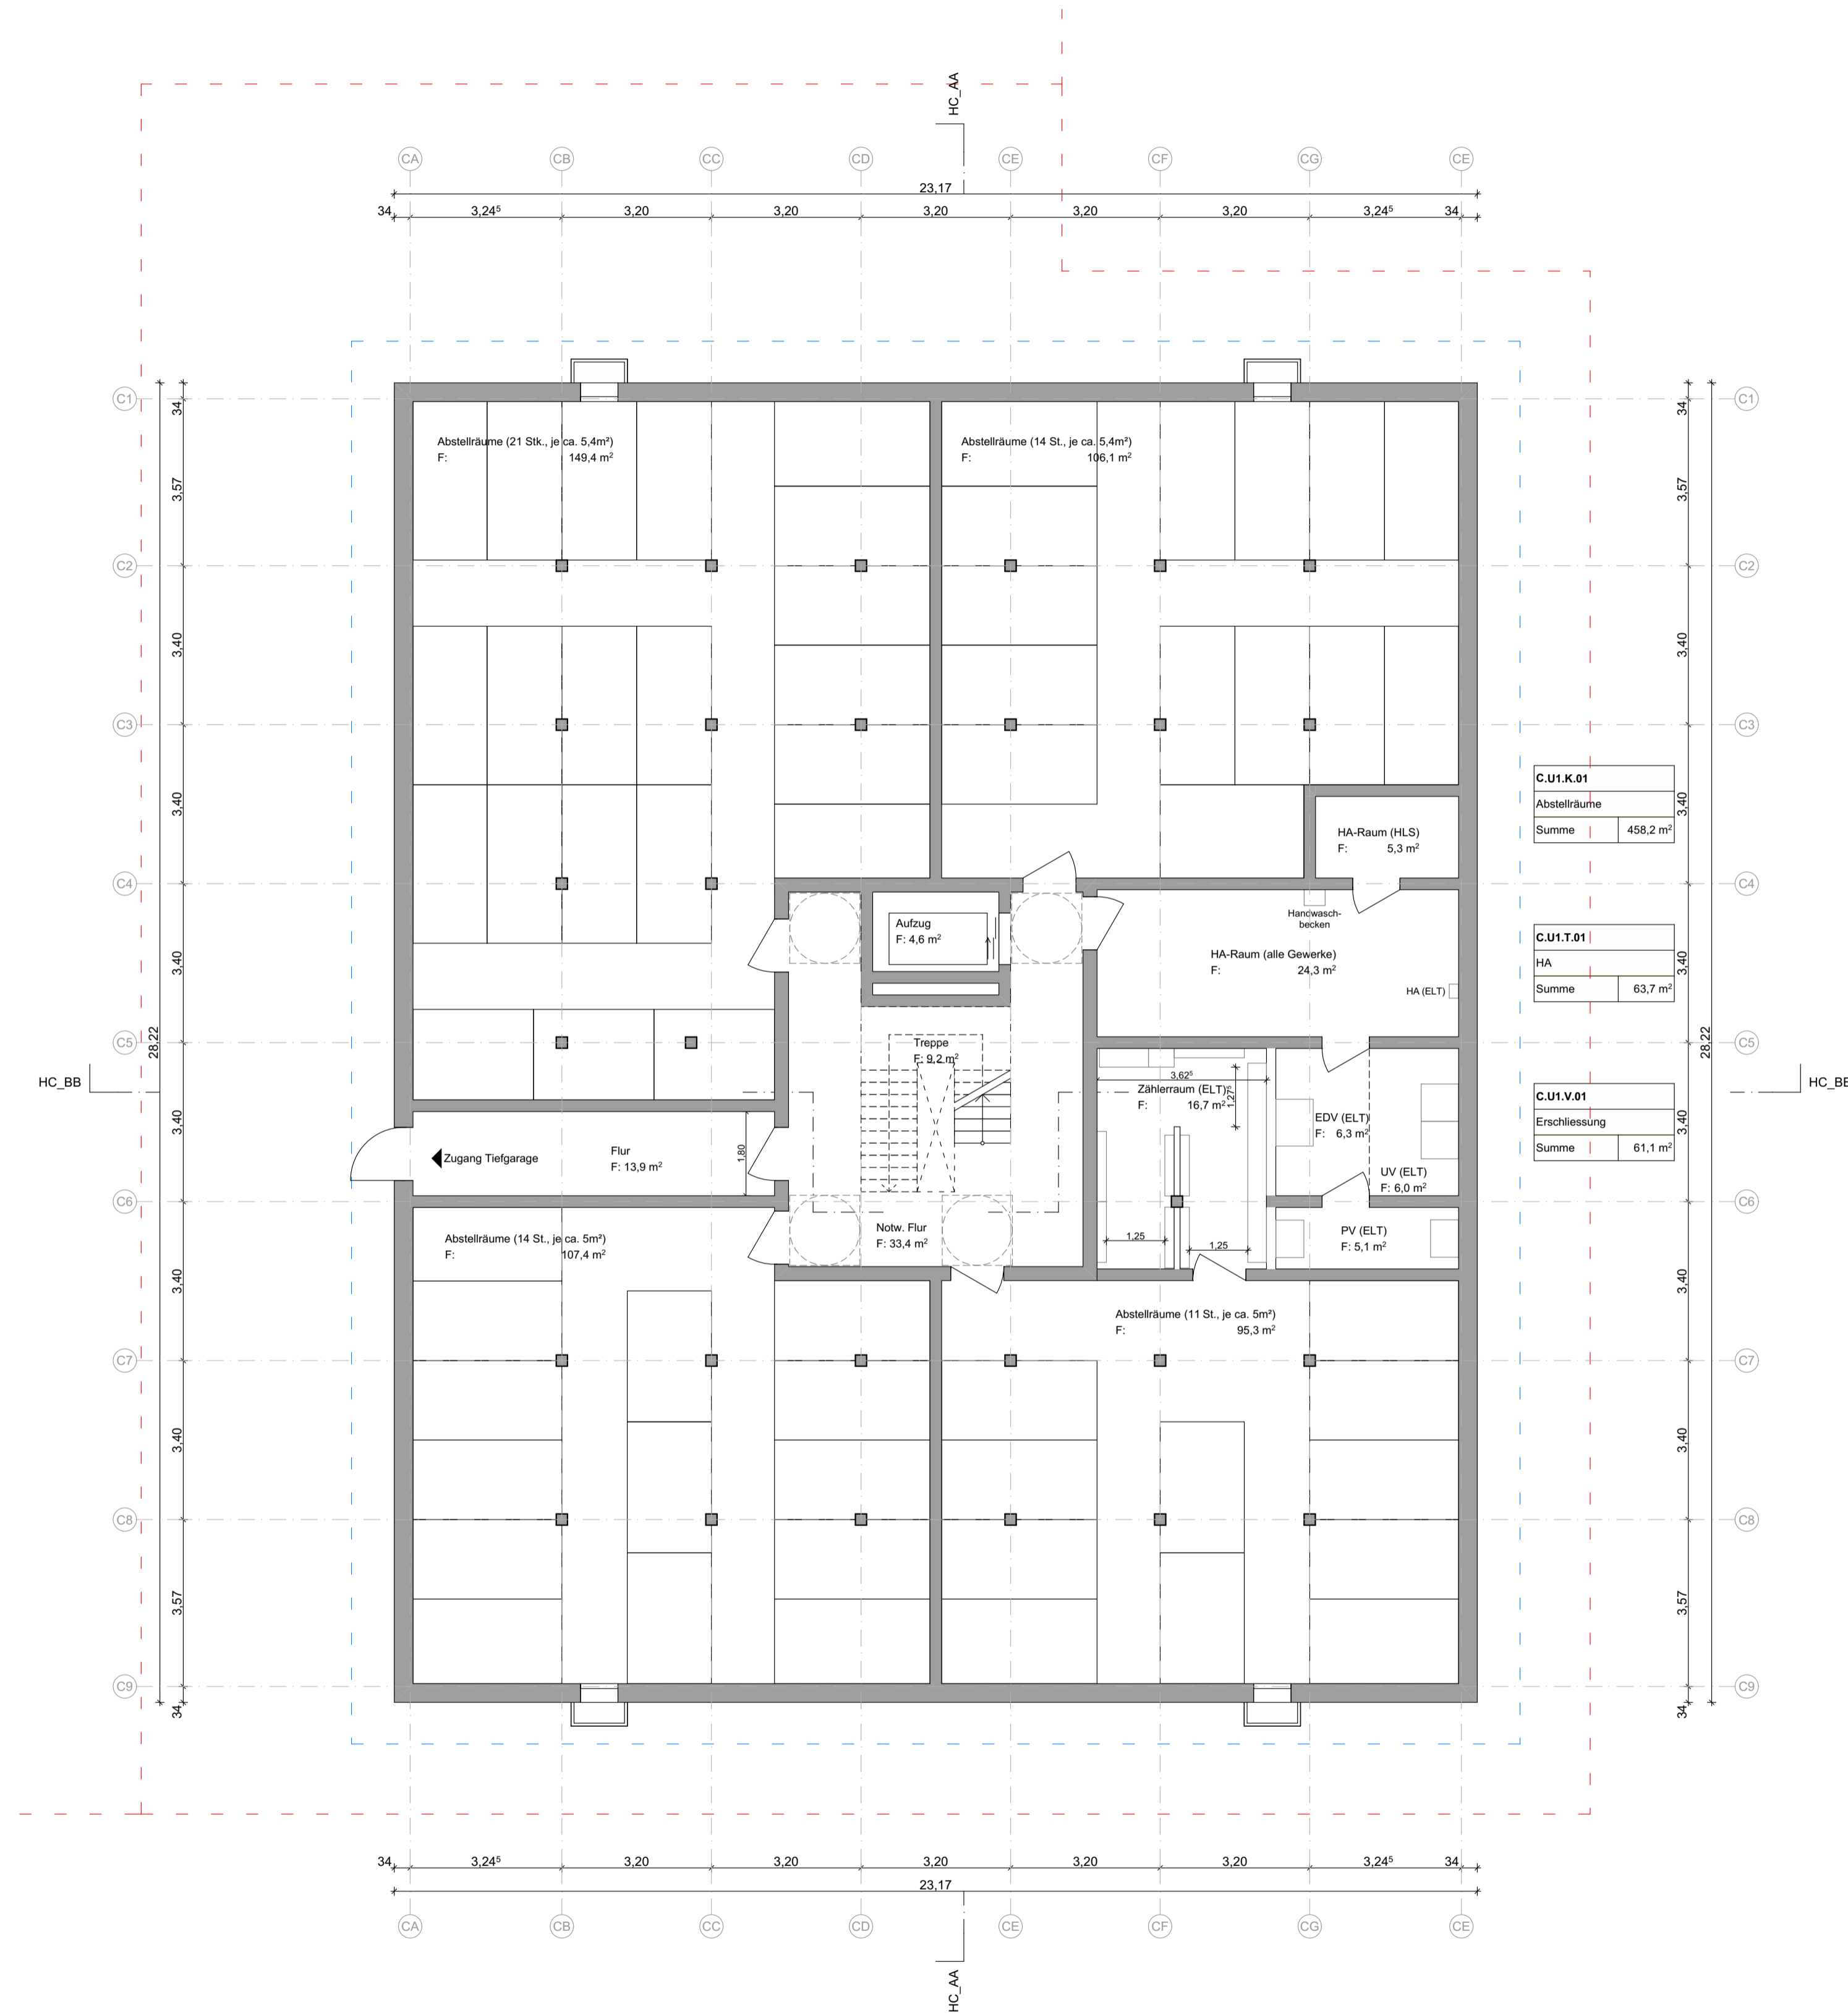 HC_AA
CA CB CC CD CE CF CG CE
23,17
34 3,24⁵ 3,20 3,20 3,20 3,20 3,20 3,24⁵ 34
C1
C2
C3
C4
C5
C6
C7
C8
C9
34
3,57
3,40
3,40
3,40
3,40
3,40
3,40
3,57
34
28,22
HC_BB
Abstellräume (21 Stk., je ca. 5,4m²)
F: 149,4 m²
Abstellräume (14 St., je ca. 5,4m²)
F: 106,1 m²
HA-Raum (HLS)
F: 5,3 m²
Aufzug
F: 4,6 m²
Handwasch-
becken
HA-Raum (alle Gewerke)
F: 24,3 m²
HA (ELT)
Treppe
F: 9,2 m²
3,62⁵
Zählerraum (ELT)
F: 16,7 m²
1,27⁵
EDV (ELT)
F: 6,3 m²
UV (ELT)
F: 6,0 m²
Zugang Tiefgarage
Flur
F: 13,9 m²
1,80
Notw. Flur
F: 33,4 m²
1,25
1,25
PV (ELT)
F: 5,1 m²
Abstellräume (14 St., je ca. 5m²)
F: 107,4 m²
Abstellräume (11 St., je ca. 5m²)
F: 95,3 m²
C.U1.K.01
Abstellräume
Summe 458,2 m²
C.U1.T.01
HA
Summe 63,7 m²
C.U1.V.01
Erschliessung
Summe 61,1 m²
C1
C2
C3
C4
C5
C6
C7
C8
C9
34
3,57
3,40
3,40
3,40
3,40
3,40
3,40
3,57
34
28,22
HC_BB
34 3,24⁵ 3,20 3,20 3,20 3,20 3,20 3,24⁵ 34
23,17
CA CB CC CD CE CF CG CE
HC_AA